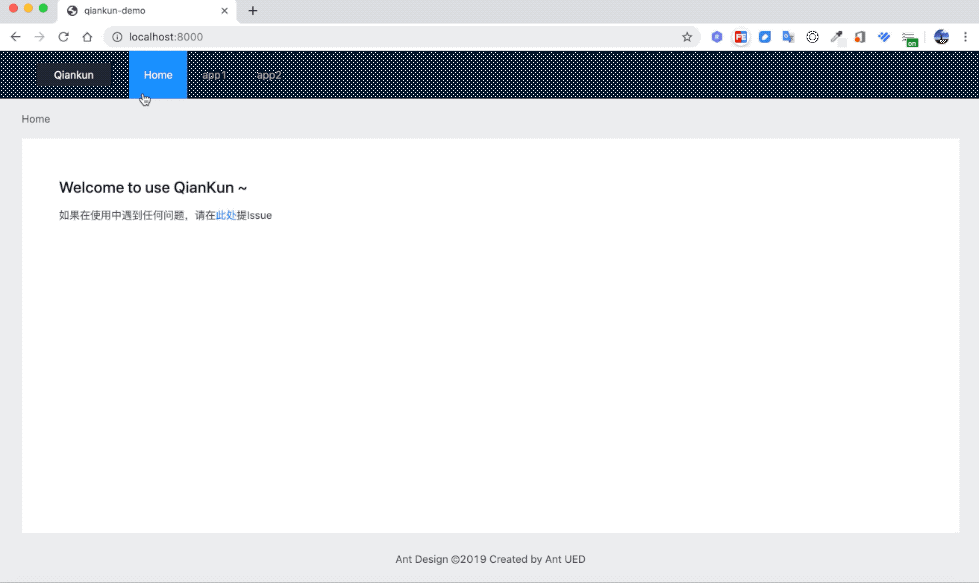 qiankun-demo
localhost:8000
Qiankun Home app1 app2
Home
Welcome to use QianKun ~
如果在使用中遇到任何问题，请在此处提Issue
Ant Design ©2019 Created by Ant UED